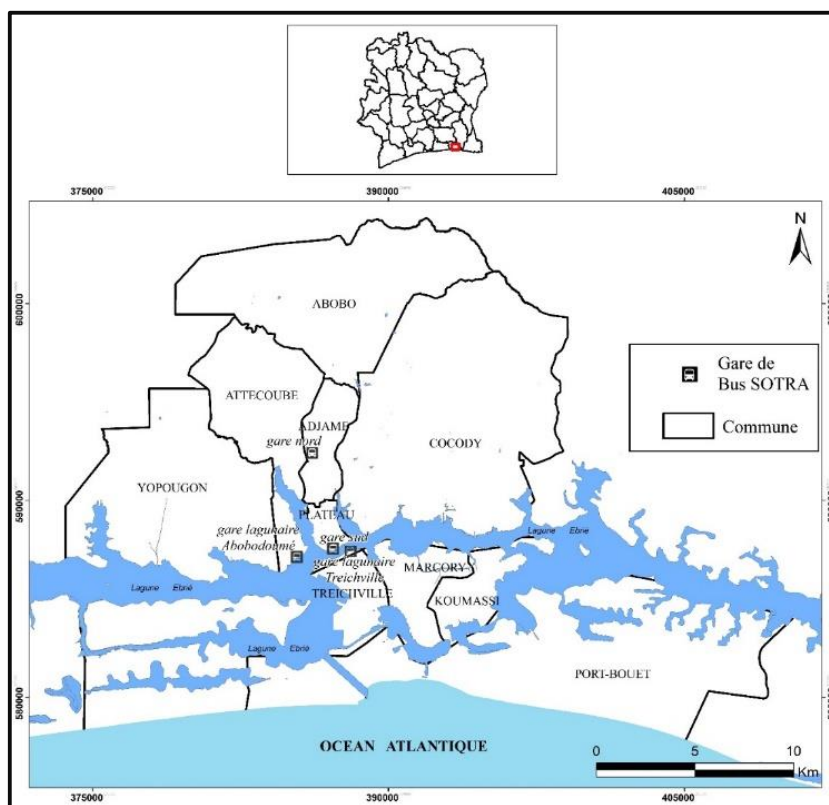 375000
390000
405000
N
600000
ABOBO
Gare de
Bus SOTRA
Commune
ATTECOUBE
ADJAME
gare nord
COCODY
YOPOUGON
590000
PLATEAU
gare lagunaire
Abobodoumé
gare sud
gare lagunaire
Treichville
TREICHVILLE
MARCORY
KOUMASSI
Lagune Ebrié
Lagune Ebrié
Lagune Ebrié
PORT-BOUET
580000
OCEAN ATLANTIQUE
0 5 10
Km
375000
390000
405000